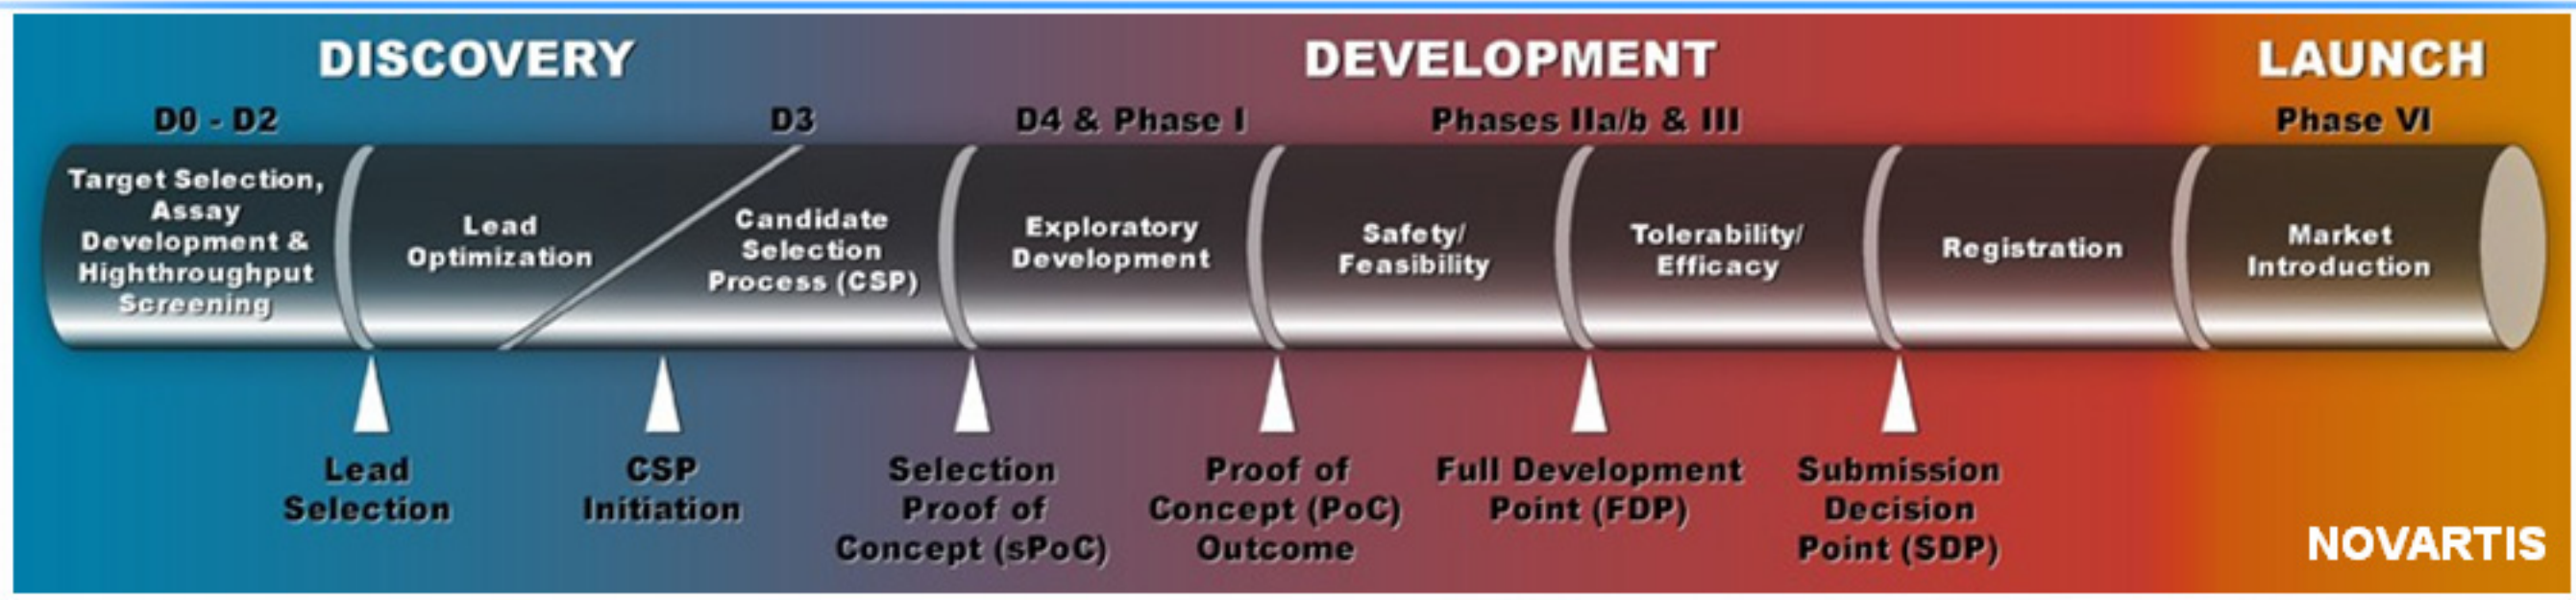 DISCOVERY
DEVELOPMENT
LAUNCH
D0 - D2
D3
D4 & Phase I
Phases IIa/b & III
Phase VI
Target Selection,
Assay
Development &
Highthroughput
Screening
Lead
Optimization
Candidate
Selection
Process (CSP)
Exploratory
Development
Safety/
Feasibility
Tolerability/
Efficacy
Registration
Market
Introduction
Lead
Selection
CSP
Initiation
Selection
Proof of
Concept (sPoC)
Proof of
Concept (PoC)
Outcome
Full Development
Point (FDP)
Submission
Decision
Point (SDP)
NOVARTIS